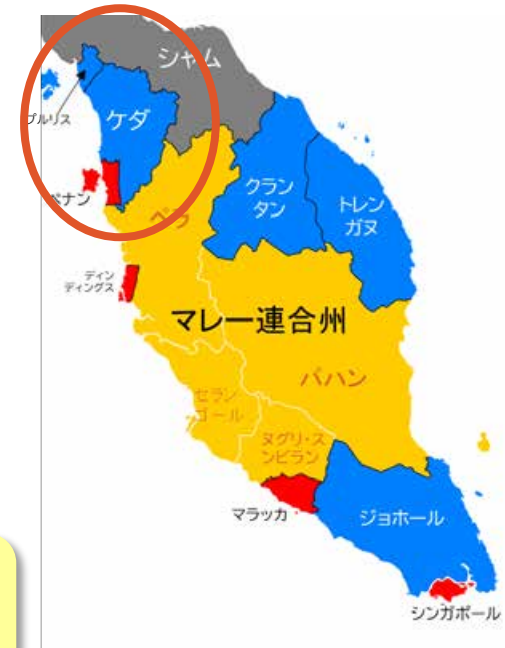 シャム
プルリス
ケダ
ペナン
クラン
タン
トレン
ガヌ
ペラ
ディン
ディングス
マレー連合州
パハン
セラン
ゴール
ヌグリ・ス
ンビラン
マラッカ
ジョホール
シンガポール